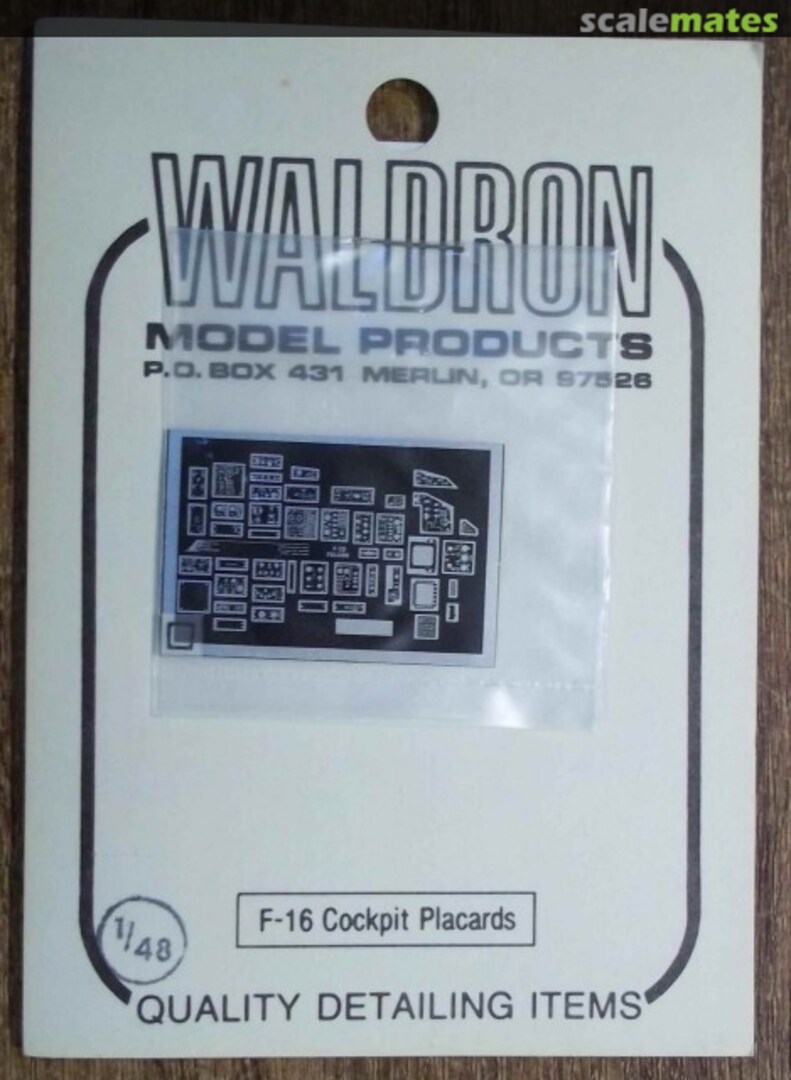 scalemates
WALDRON
MODEL PRODUCTS
P.O. BOX 431 MERLIN, OR 97526
F-16 Cockpit Placards
1/48
QUALITY DETAILING ITEMS